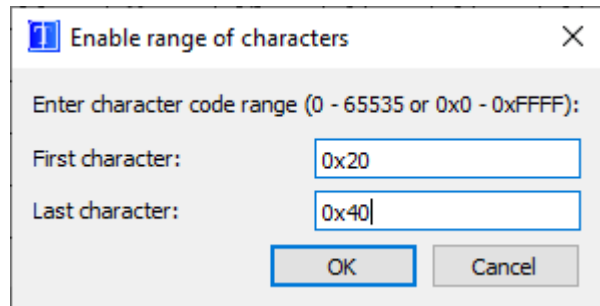 Enable range of characters
Enter character code range (0 - 65535 or 0x0 - 0xFFFF):
First character: 0x20
Last character: 0x40
OK Cancel